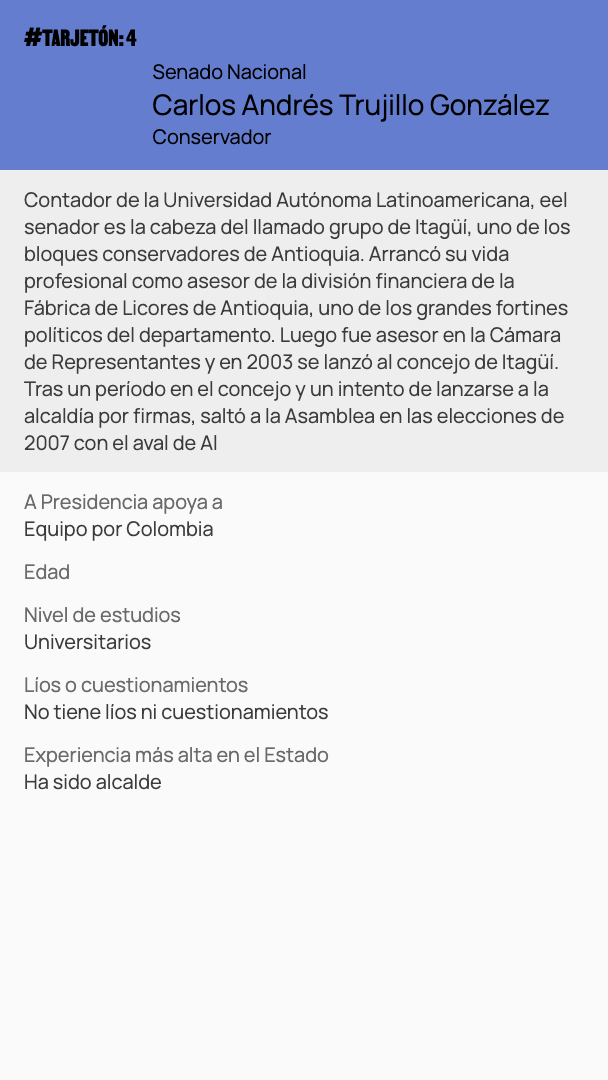 #TARJETÓN: 4
Senado Nacional
Carlos Andrés Trujillo González
Conservador
Contador de la Universidad Autónoma Latinoamericana, eel
senador es la cabeza del llamado grupo de Itagüí, uno de los
bloques conservadores de Antioquia. Arrancó su vida
profesional como asesor de la división financiera de la
Fábrica de Licores de Antioquia, uno de los grandes fortines
políticos del departamento. Luego fue asesor en la Cámara
de Representantes y en 2003 se lanzó al concejo de Itagüí.
Tras un período en el concejo y un intento de lanzarse a la
alcaldía por firmas, saltó a la Asamblea en las elecciones de
2007 con el aval de Al
A Presidencia apoya a
Equipo por Colombia
Edad
Nivel de estudios
Universitarios
Líos o cuestionamientos
No tiene líos ni cuestionamientos
Experiencia más alta en el Estado
Ha sido alcalde